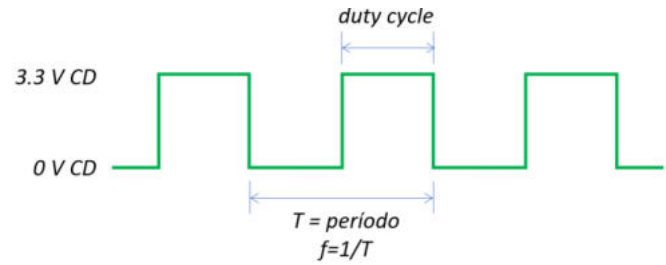 duty cycle
3.3 V CD
0 V CD
T = período
f=1/T